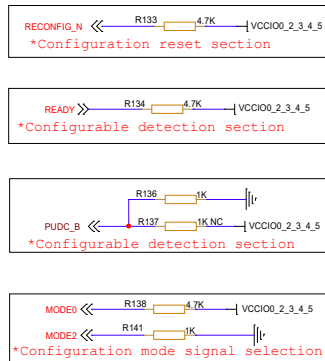 RECONFIG_N R133 4.7K VCCIO0_2_3_4_5
*Configuration reset section
READY R134 4.7K VCCIO0_2_3_4_5
*Configurable detection section
R136 1K
PUDC_B R137 1K NC VCCIO0_2_3_4_5
*Configurable detection section
MODE0 R138 4.7K VCCIO0_2_3_4_5
MODE2 R141 1K
*Configuration mode signal selection